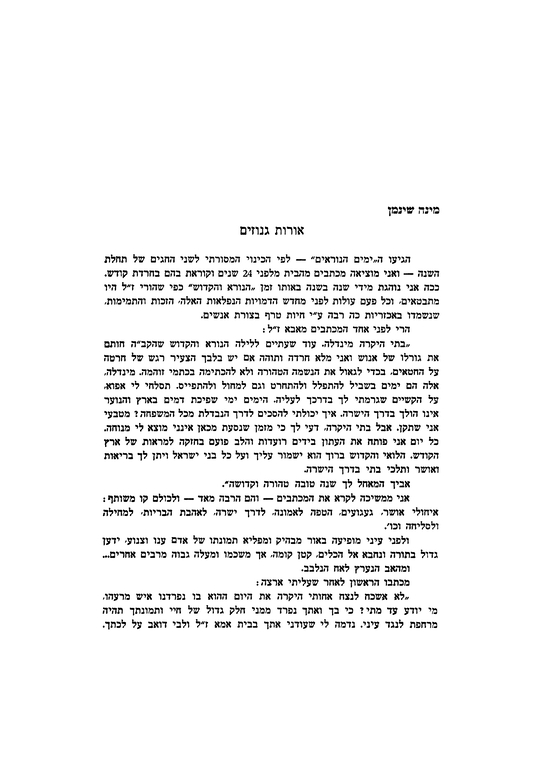 מינה שינמן
אורות גנוזים
הגיעו ה„ימים הנוראים” — לפי הכינוי המסורתי לשני החגים של תחלת
השנה — ואני מוציאה מכתבים מהבית מלפני 24 שנים וקוראת בהם בחרדת קודש.
ככה אני נוהגת מידי שנה בשנה באותו זמן „הנורא והקדוש” כפי שהורי ז”ל היו
מתבטאים, וכל פעם עולות לפני מחדש הדמויות הנפלאות האלה, הזכות והתמימות,
שנשמדו באכזריות כה רבה ע”י חיות טרף בצורת אנשים.
הרי לפני אחד המכתבים מאבא ז”ל:
„בתי היקרה מינדלה, עוד שעתיים ללילה הנורא והקדוש שהקב”ה חותם
את גורלו של אנוש ואני מלא חרדה ותוהה אם יש בלבך הצעיר רגש של חרטה
על החטאים, בכדי לגאול את הנשמה הטהורה ולא להכתימה בכתמי זוהמה. מינדלה,
אלה הם ימים בשביל להתפלל ולהתחרט וגם למחול ולהתפייס, תסלחי לי אפוא,
על הקשיים שגרמתי לך בדרכך לעליה. הימים ימי שפיכת דמים בארץ והנוער
אינו הולך בדרך הישרה. איך יכולתי להסכים לדרך הנבדלת מכל המשפחה? מטבעי
אני שתקן, אבל בתי היקרה, דעי לך כי מזמן שנסעת מכאן אינני מוצא לי מנוחה.
כל יום אני פותח את העתון בידים רועדות והלב פועם בחזקה למראות של ארץ
הקודש. הלואי והקדוש ברוך הוא ישמור עליך ועל כל בני ישראל ויתן לך בריאות
ואושר ותלכי בתי בדרך הישרה.
אביך המאחל לך שנה טובה טהורה וקדושה”.
אני ממשיכה לקרא את המכתבים — והם הרבה מאד — ולכולם קו משותף:
איחולי אושר, געגועים, הטפה לאמונה, לדרך ישרה, לאהבת הבריות, למחילה
ולסליחה וכו'.
ולפני עיני מופיעה באור מבהיק ומפליא תמונתו של אדם ענו וצנוע, ידען
גדול בתורה ונחבא אל הכלים, קטן קומה, אך משכמו ומעלה גבוה מרבים אחרים...
ומהאב הנערץ לאח הנלבב.
מכתבו הראשון לאחר שעליתי ארצה:
„לא אשכח לנצח אחותי היקרה את היום ההוא בו נפרדנו איש מרעהו,
מי יודע עד מתי? כי בך ואתך נפרד ממני חלק גדול של חיי ותמונתך תהיה
מרחפת לנגד עיני. נדמה לי שעודני אתך בבית אמא ז”ל ולבי דואב על לכתך.